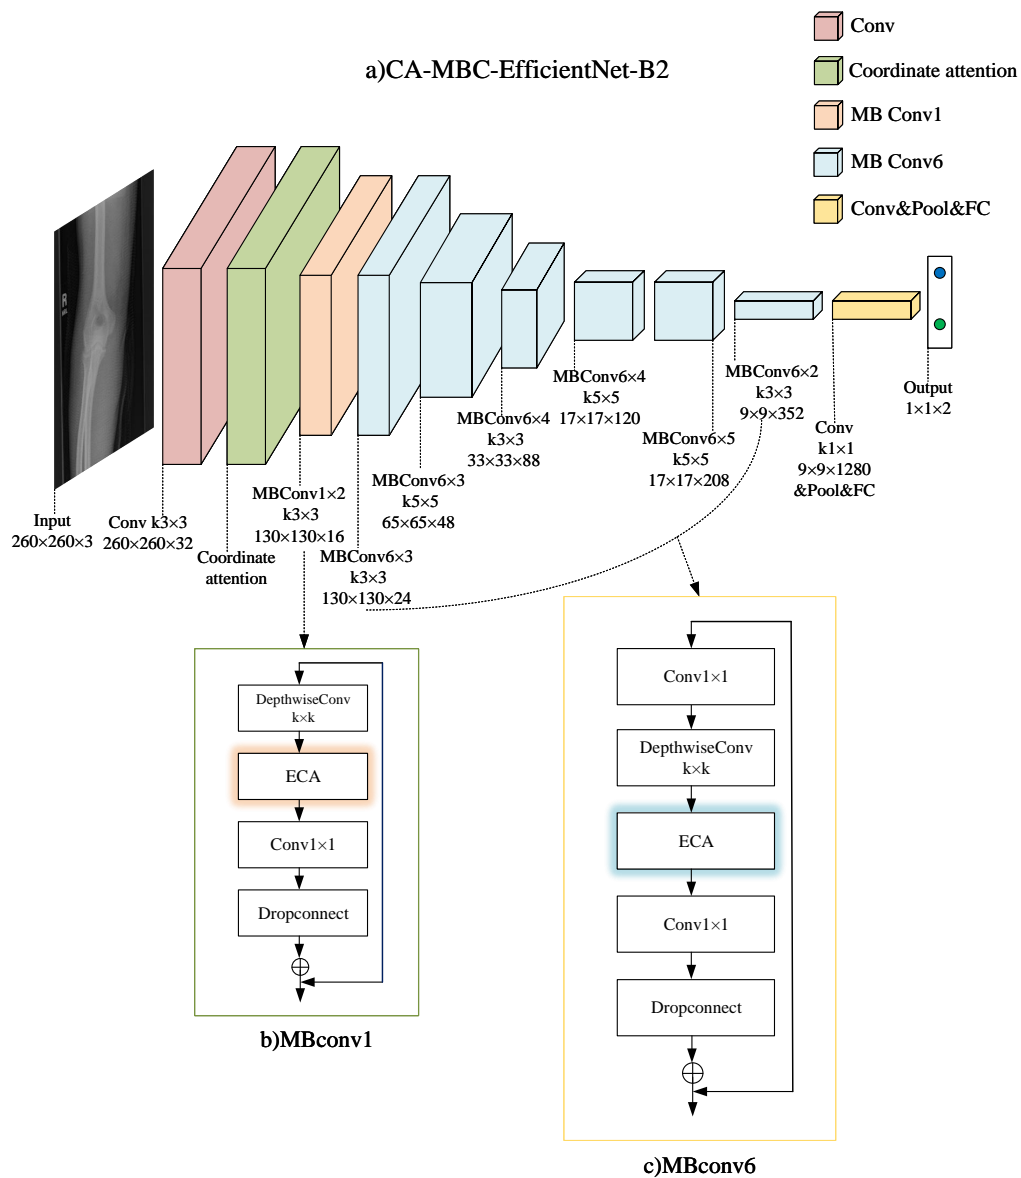 a)CA-MBC-EfficientNet-B2
Conv
Coordinate attention
MB Conv1
MB Conv6
Conv&Pool&FC
R
Input
260×260×3
Conv k3×3
260×260×32
Coordinate
attention
MBConv1×2
k3×3
130×130×16
MBConv6×3
k3×3
130×130×24
MBConv6×3
k5×5
65×65×48
MBConv6×4
k3×3
33×33×88
MBConv6×4
k5×5
17×17×120
MBConv6×5
k5×5
17×17×208
MBConv6×2
k3×3
9×9×352
Conv
k1×1
9×9×1280
&Pool&FC
Output
1×1×2
DepthwiseConv
k×k
ECA
Conv1×1
Dropconnect
b)MBconv1
Conv1×1
DepthwiseConv
k×k
ECA
Conv1×1
Dropconnect
c)MBconv6